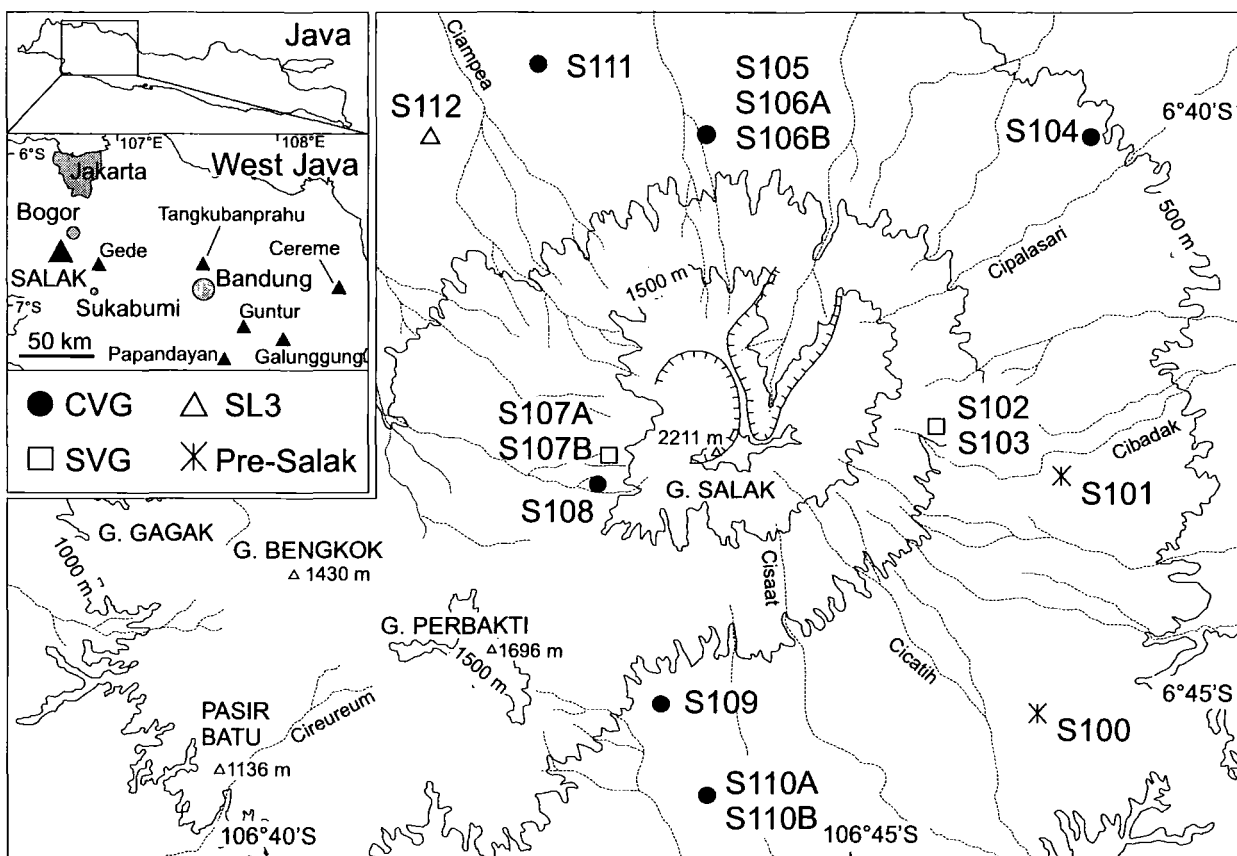 Java
107°E
108°E
6°S
West Java
Jakarta
Bogor
Tangkubanprahu
Gede
Cereme
SALAK
Bandung
7°S
Sukabumi
Guntur
50 km
Papandayan
Galunggung
CVG
SL3
SVG
Pre-Salak
Ciampea
S111
S105
S106A
S106B
S112
S104
6°40'S
500 m
Cipalasari
1500 m
S107A
S107B
2211 m
S102
S103
Cibadak
S101
S108
G. SALAK
G. GAGAK
1000 m
G. BENGKOK
1430 m
Cisaat
G. PERBAKTI
1696 m
1500 m
Cicatih
6°45'S
S109
S100
PASIR
BATU
Cireureum
1136 m
S110A
S110B
106°40'S
106°45'S